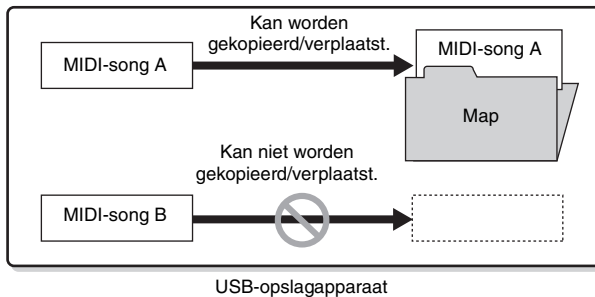 Kan worden
gekopieerd/verplaatst.
MIDI-song A
MIDI-song A
Map
Kan niet worden
gekopieerd/verplaatst.
MIDI-song B
USB-opslagapparaat